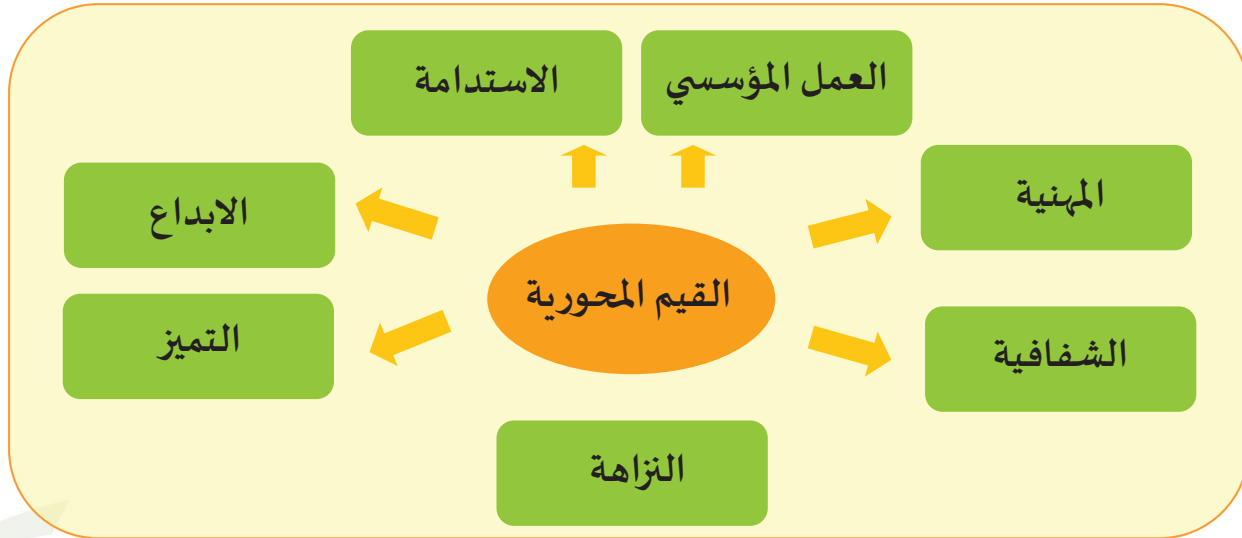 العمل المؤسسي
الاستدامة
المهنية
الابداع
القيم المحورية
الشفافية
التميز
النزاهة